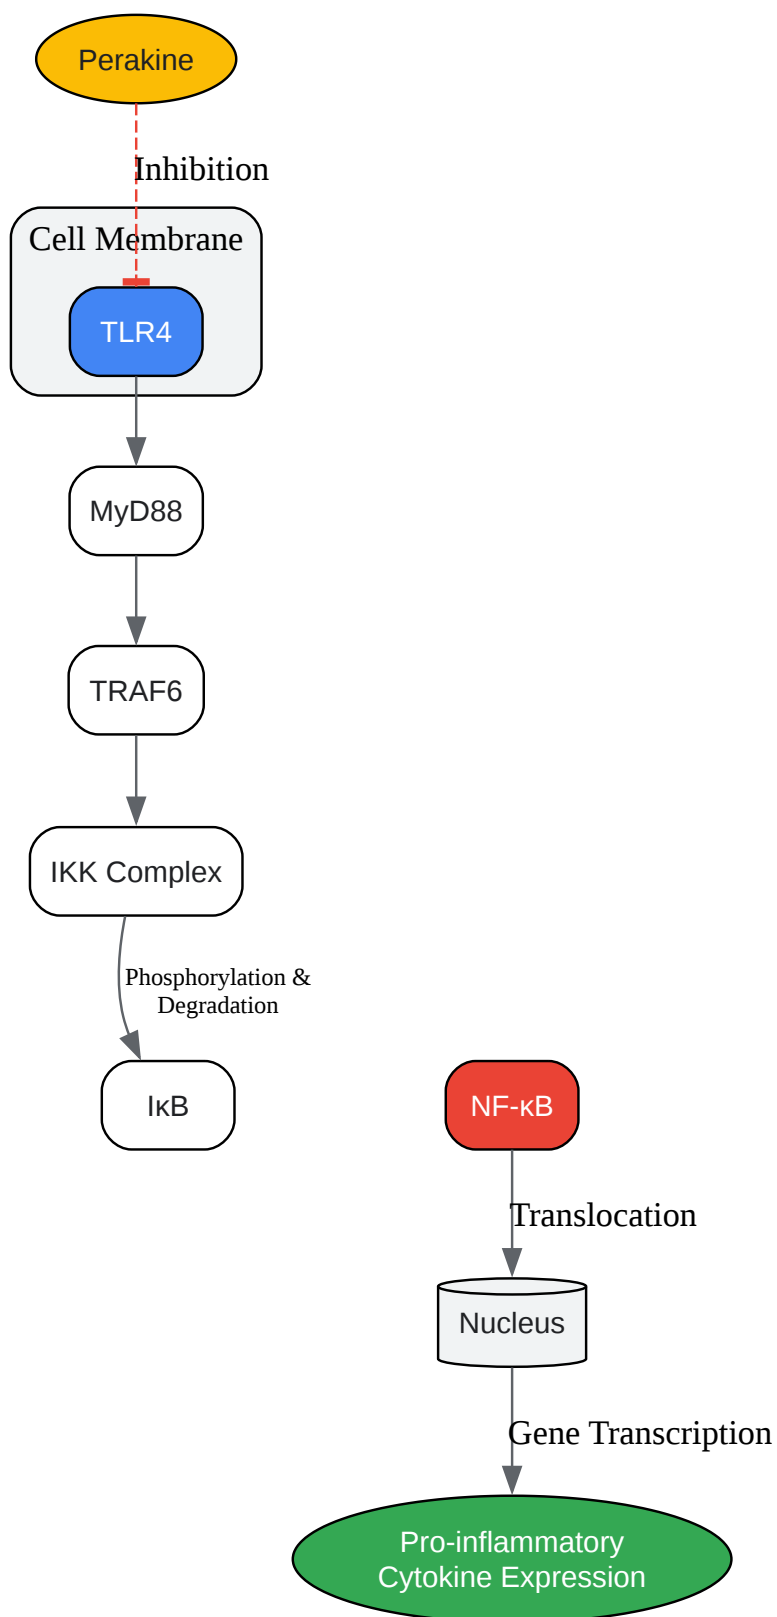 Perakine
Inhibition
Cell Membrane
TLR4
MyD88
TRAF6
IKK Complex
Phosphorylation &
Degradation
IκB
NF-κB
Translocation
Nucleus
Gene Transcription
Pro-inflammatory
Cytokine Expression